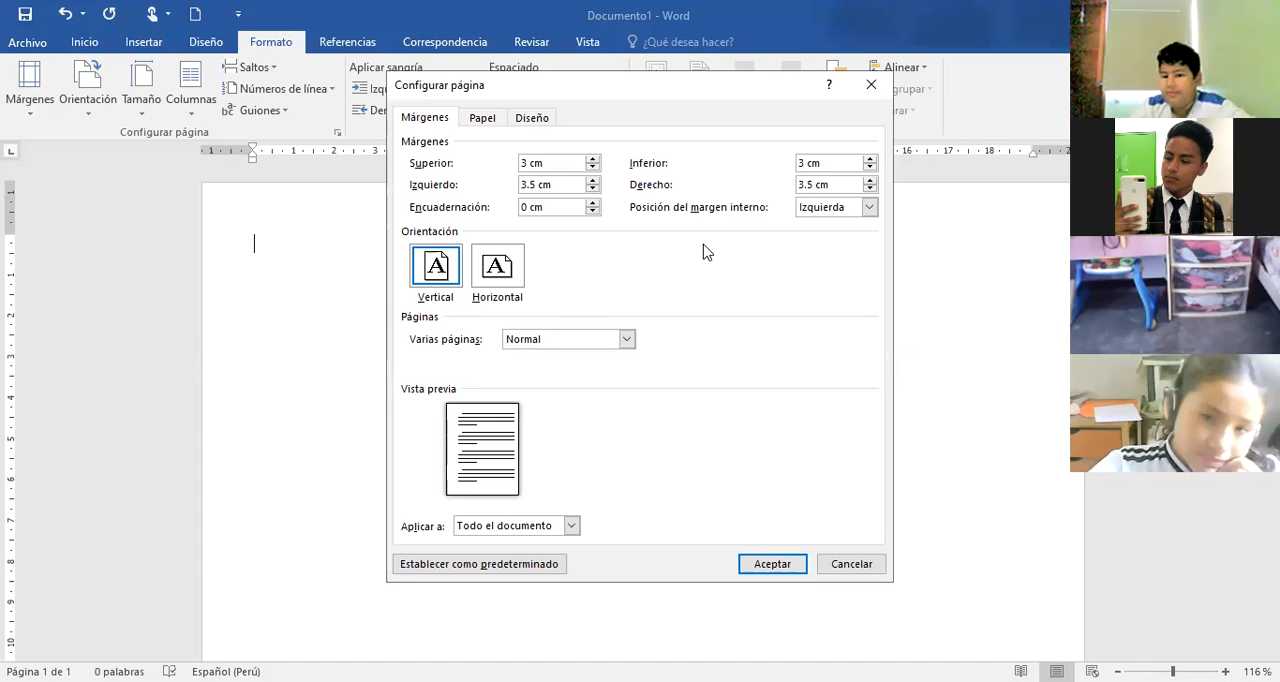 Documento1 - Word
Archivo Inicio Insertar Diseño Formato Referencias Correspondencia Revisar Vista ¿Qué desea hacer?
Márgenes Orientación Tamaño Columnas
Saltos
Números de línea
Guiones
Configurar página
Aplicar sangría Espaciado
Alinear
Configurar página
Márgenes Papel Diseño
Márgenes
Superior: 3 cm Inferior: 3 cm
Izquierdo: 3.5 cm Derecho: 3.5 cm
Encuadernación: 0 cm Posición del margen interno: Izquierda
Orientación
A A
Vertical Horizontal
Páginas
Varias páginas: Normal
Vista previa
Aplicar a: Todo el documento
Establecer como predeterminado Aceptar Cancelar
Página 1 de 1 0 palabras Español (Perú) 116 %